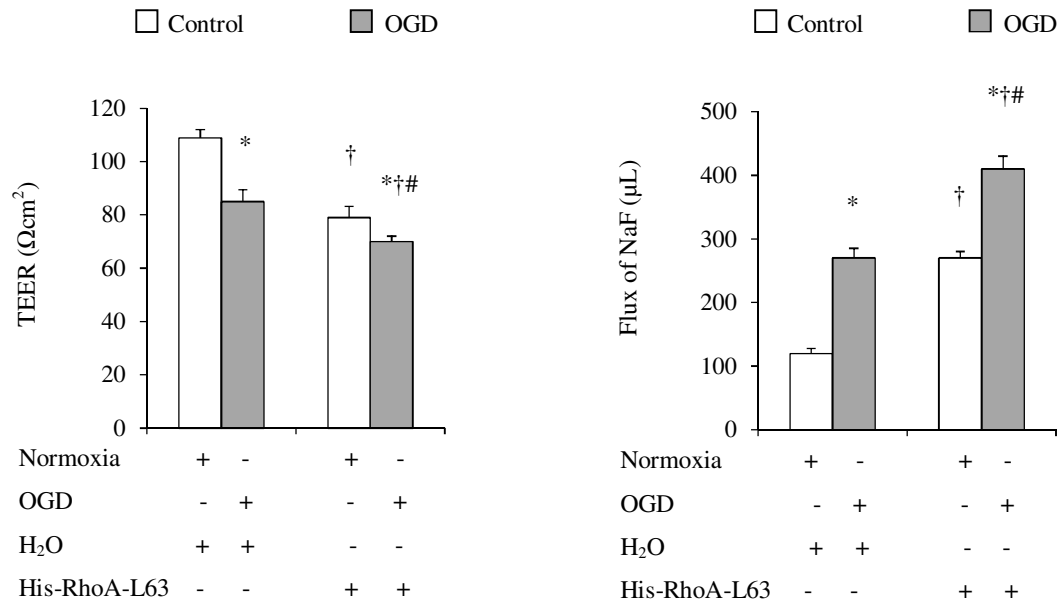 Control OGD
120
100
80
60
40
20
0
TEER (Ωcm²)
*
†
*†#
Normoxia + - + -
OGD - + - +
H₂O + + - -
His-RhoA-L63 - - + +
Control OGD
500
400
300
200
100
0
Flux of NaF (µL)
*
†
*†#
Normoxia + - + -
OGD - + - +
H₂O + + - -
His-RhoA-L63 - - + +